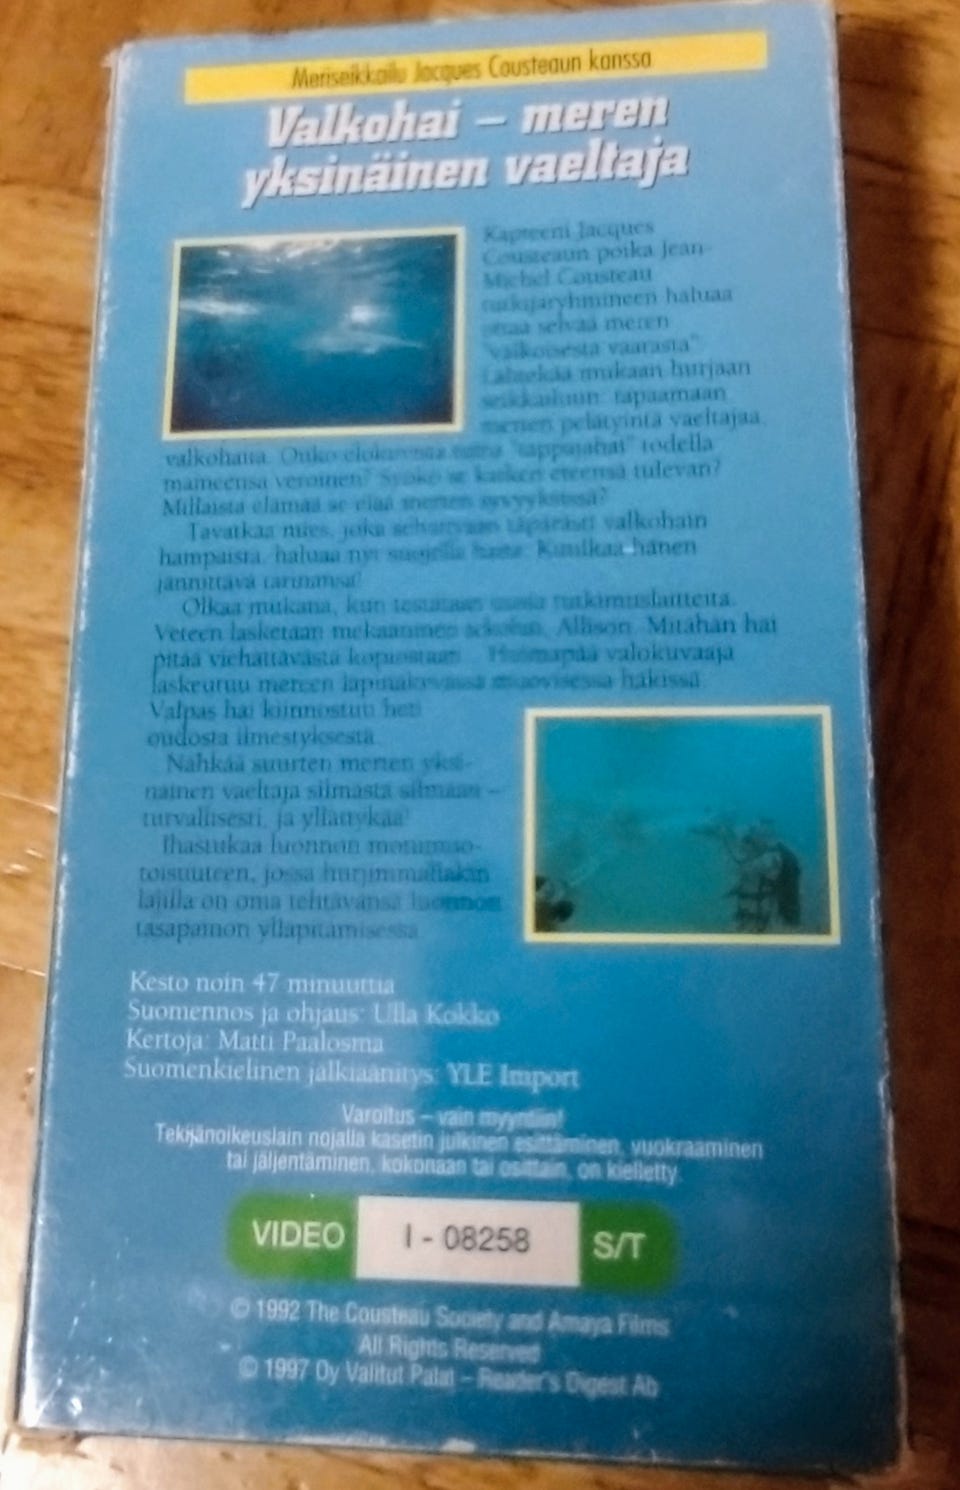 Meriseikkailu Jacques Cousteaun kanssa
Valkohai – meren
yksinäinen vaeltaja
Kapteeni Jacques
Cousteaun poika Jean-
Michel Cousteau
tutkijaryhmineen haluaa
ottaa selvää meren
"valkoisesta vaarasta".
Lähtekää mukaan hurjaan
seikkailuun: tapaamaan
merten pelätyintä vaeltajaa,
valkohaita. Onko elokuvista tuttu "tappajahai" todella
maineensa veroinen? Syökö se kaiken eteensä tulevan?
Millaista elämää se elää merten syvyyksissä?
Tavatkaa mies, joka selvittyään täpärästi valkohain
hampaista, haluaa nyt suojella haita. Kuulkaa hänen
jännittävä tarinansa!
Olkaa mukana, kun testataan uusia tutkimuslaitteita.
Veteen lasketaan mekaaninen Allison. Mitähän hai
pitää viehättävästä kopiostaan... Huimapää valokuvaaja
laskeutuu mereen läpinäkyvässä muovisessa häkissä.
Valpas hai kiinnostuu heti
oudosta ilmestyksestä.
Nähkää suurten merten yksi-
näinen vaeltaja silmästä silmään –
turvallisesti, ja yllättykää!
Ihastukaa luonnon monimuo-
toisuuteen, jossa hurjimmallakin
lajilla on oma tehtävänsä luonnon
tasapainon ylläpitämisessä.
Kesto noin 47 minuuttia
Suomennos ja ohjaus: Ulla Kokko
Kertoja: Matti Paalosma
Suomenkielinen jälkiäänitys: YLE Import
Varoitus – vain myyntiin!
Tekijänoikeuslain nojalla kasetin julkinen esittäminen, vuokraaminen
tai jäljentäminen, kokonaan tai osittain, on kielletty.
VIDEO I - 08258 S/T
© 1992 The Cousteau Society and Amaya Films
All Rights Reserved
© 1997 Oy Valitut Palat – Reader's Digest Ab